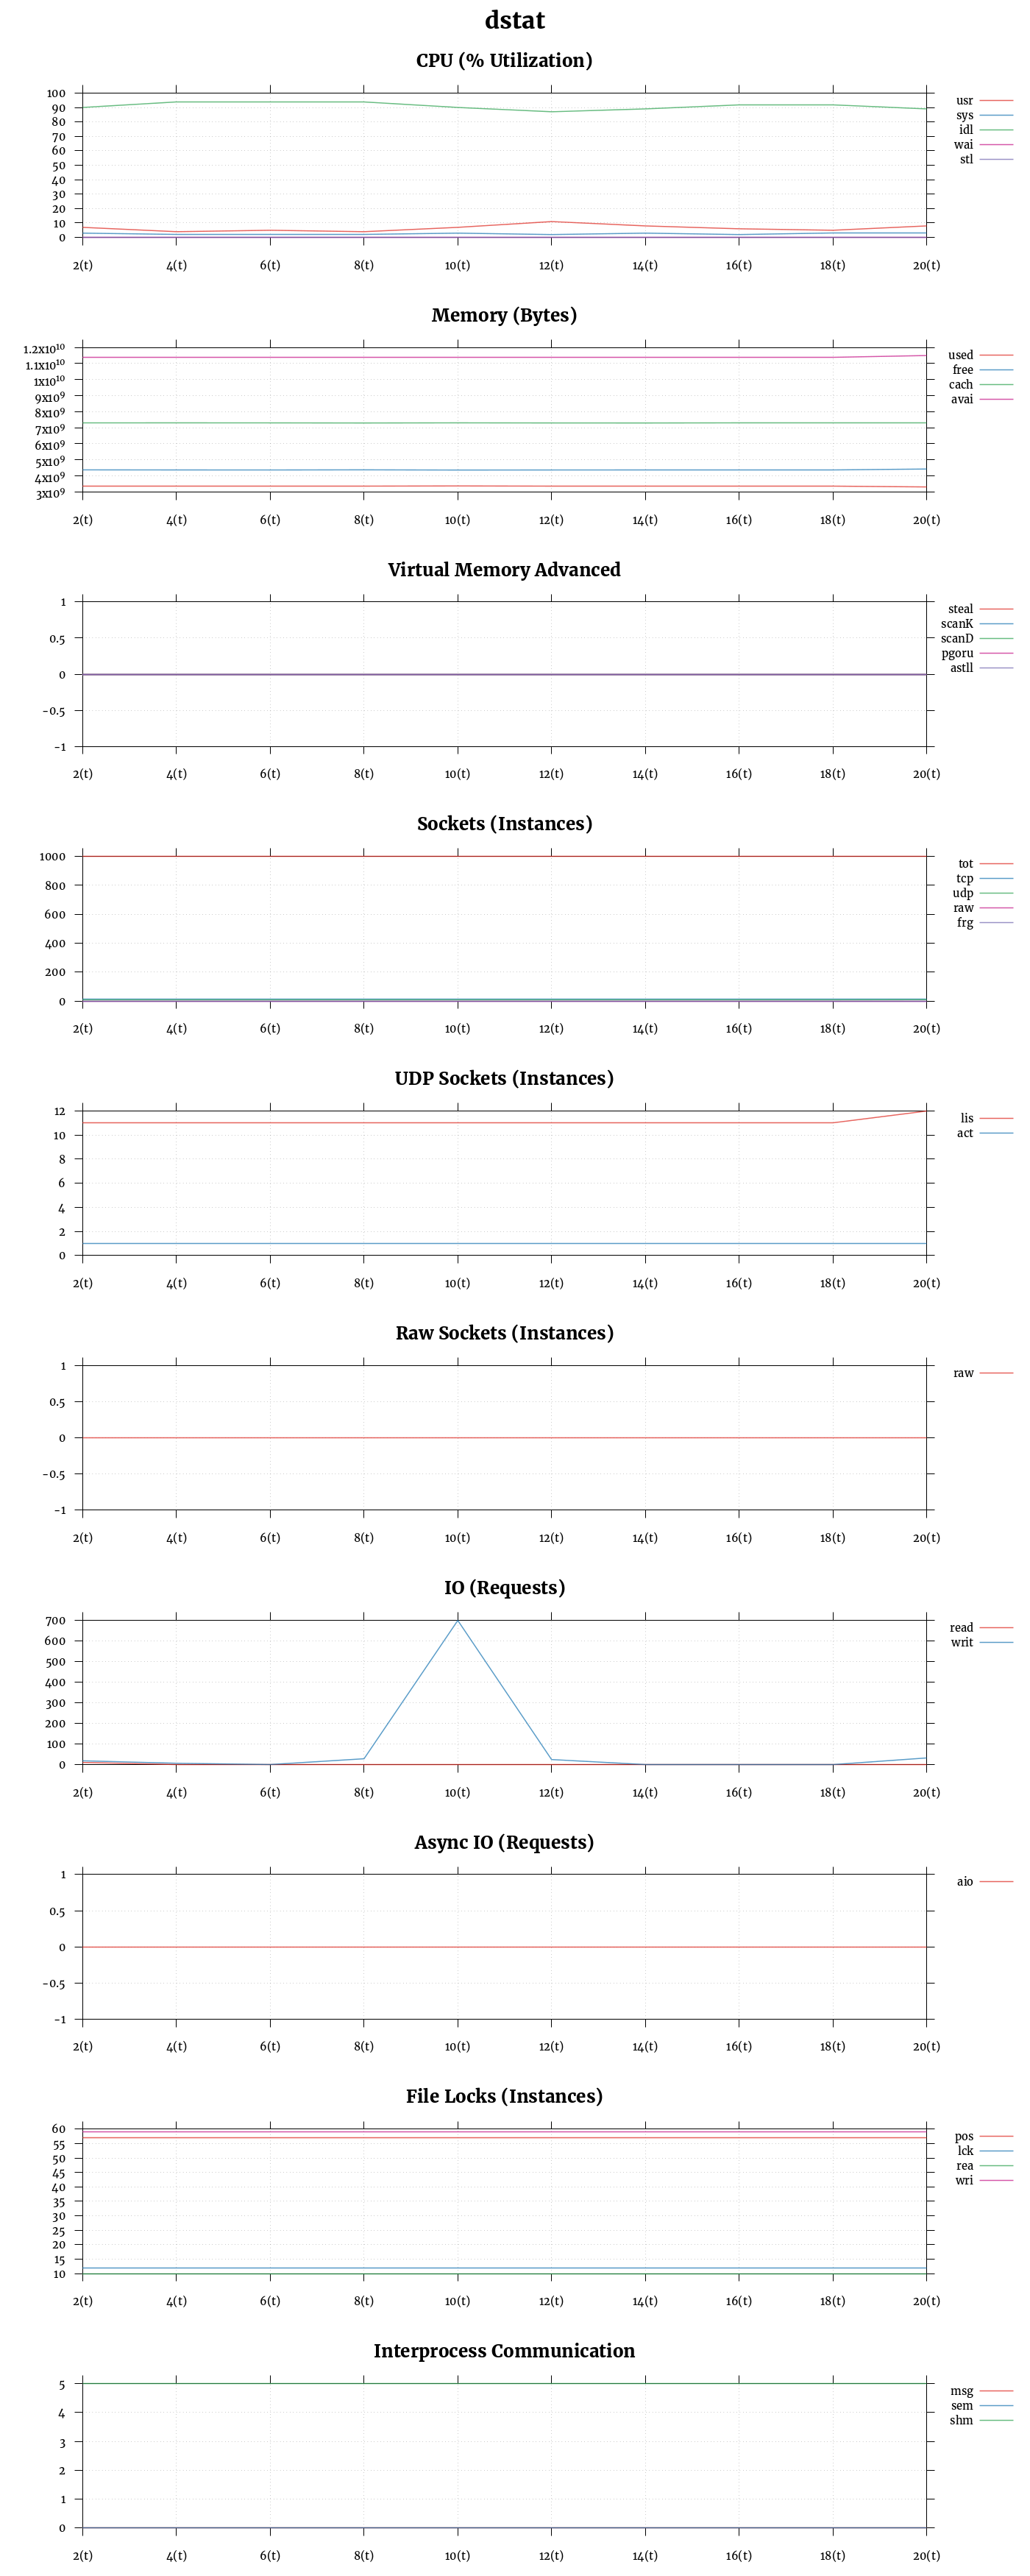 dstat
CPU (% Utilization)
100
90
80
70
60
50
40
30
20
10
0
2(t) 4(t) 6(t) 8(t) 10(t) 12(t) 14(t) 16(t) 18(t) 20(t)
usr
sys
idl
wai
stl
Memory (Bytes)
1.2x10¹⁰
1.1x10¹⁰
1x10¹⁰
9x10⁹
8x10⁹
7x10⁹
6x10⁹
5x10⁹
4x10⁹
3x10⁹
2(t) 4(t) 6(t) 8(t) 10(t) 12(t) 14(t) 16(t) 18(t) 20(t)
used
free
cach
avai
Virtual Memory Advanced
1
0.5
0
-0.5
-1
2(t) 4(t) 6(t) 8(t) 10(t) 12(t) 14(t) 16(t) 18(t) 20(t)
steal
scanK
scanD
pgoru
astll
Sockets (Instances)
1000
800
600
400
200
0
2(t) 4(t) 6(t) 8(t) 10(t) 12(t) 14(t) 16(t) 18(t) 20(t)
tot
tcp
udp
raw
frg
UDP Sockets (Instances)
12
10
8
6
4
2
0
2(t) 4(t) 6(t) 8(t) 10(t) 12(t) 14(t) 16(t) 18(t) 20(t)
lis
act
Raw Sockets (Instances)
1
0.5
0
-0.5
-1
2(t) 4(t) 6(t) 8(t) 10(t) 12(t) 14(t) 16(t) 18(t) 20(t)
raw
IO (Requests)
700
600
500
400
300
200
100
0
2(t) 4(t) 6(t) 8(t) 10(t) 12(t) 14(t) 16(t) 18(t) 20(t)
read
writ
Async IO (Requests)
1
0.5
0
-0.5
-1
2(t) 4(t) 6(t) 8(t) 10(t) 12(t) 14(t) 16(t) 18(t) 20(t)
aio
File Locks (Instances)
60
55
50
45
40
35
30
25
20
15
10
2(t) 4(t) 6(t) 8(t) 10(t) 12(t) 14(t) 16(t) 18(t) 20(t)
pos
lck
rea
wri
Interprocess Communication
5
4
3
2
1
0
2(t) 4(t) 6(t) 8(t) 10(t) 12(t) 14(t) 16(t) 18(t) 20(t)
msg
sem
shm